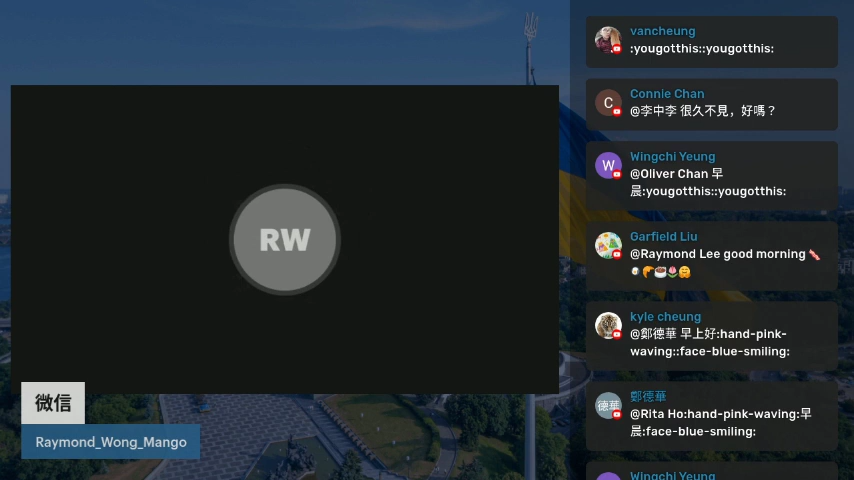 RW
微信
Raymond_Wong_Mango
vancheung
:yougotthis::yougotthis:
C
Connie Chan
@李中李 很久不見，好嗎？
W
Wingchi Yeung
@Oliver Chan 早
晨:yougotthis::yougotthis:
Garfield Liu
@Raymond Lee good morning 🥓
🍳🥐☕🌷🤗
kyle cheung
@鄭德華 早上好:hand-pink-
waving::face-blue-smiling:
德華
鄭德華
@Rita Ho:hand-pink-waving:早
晨:face-blue-smiling:
Wingchi Yeung